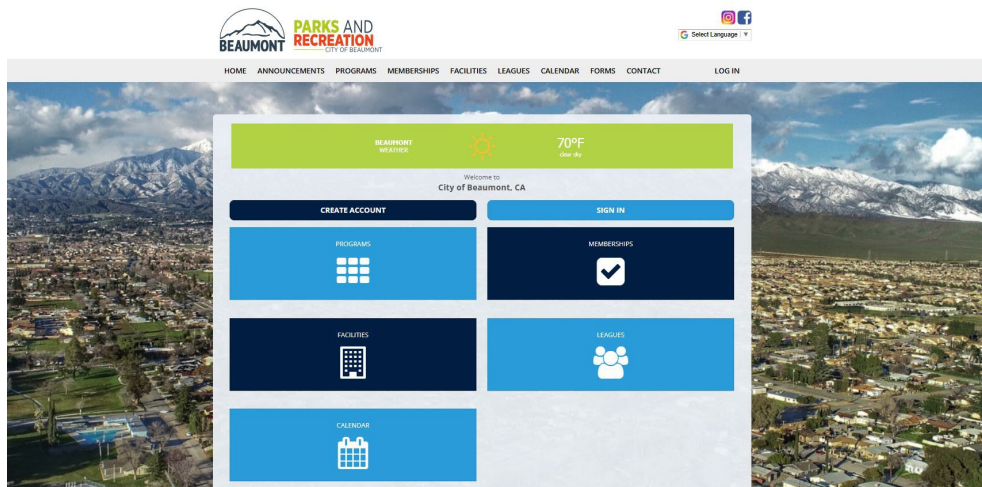 BEAUMONT
PARKS AND
RECREATION
CITY OF BEAUMONT
Select Language ▼
HOME ANNOUNCEMENTS PROGRAMS MEMBERSHIPS FACILITIES LEAGUES CALENDAR FORMS CONTACT LOG IN
BEAUMONT
WEATHER
70°F
clear sky
Welcome to
City of Beaumont, CA
CREATE ACCOUNT
SIGN IN
PROGRAMS
MEMBERSHIPS
FACILITIES
LEAGUES
CALENDAR